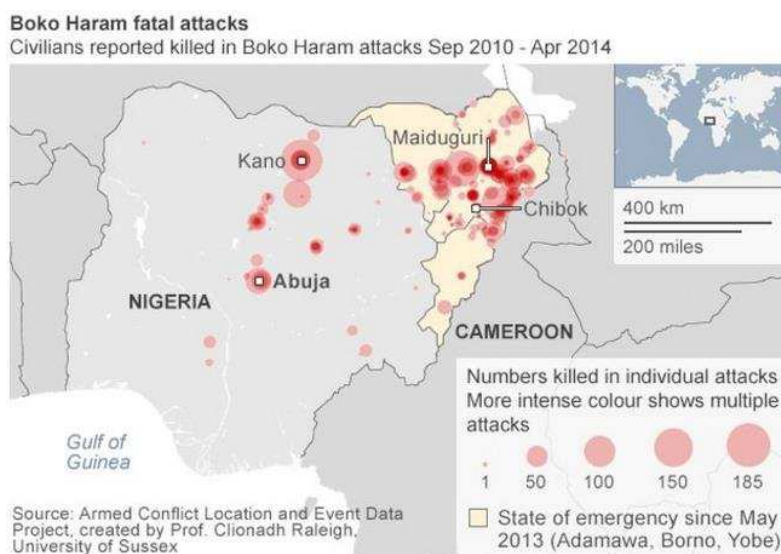 Boko Haram fatal attacks
Civilians reported killed in Boko Haram attacks Sep 2010 - Apr 2014
Maiduguri
Kano
Chibok
400 km
200 miles
Abuja
NIGERIA
CAMEROON
Numbers killed in individual attacks
More intense colour shows multiple
attacks
1 50 100 150 185
Gulf of
Guinea
State of emergency since May
2013 (Adamawa, Borno, Yobe)
Source: Armed Conflict Location and Event Data
Project, created by Prof. Clionadh Raleigh,
University of Sussex